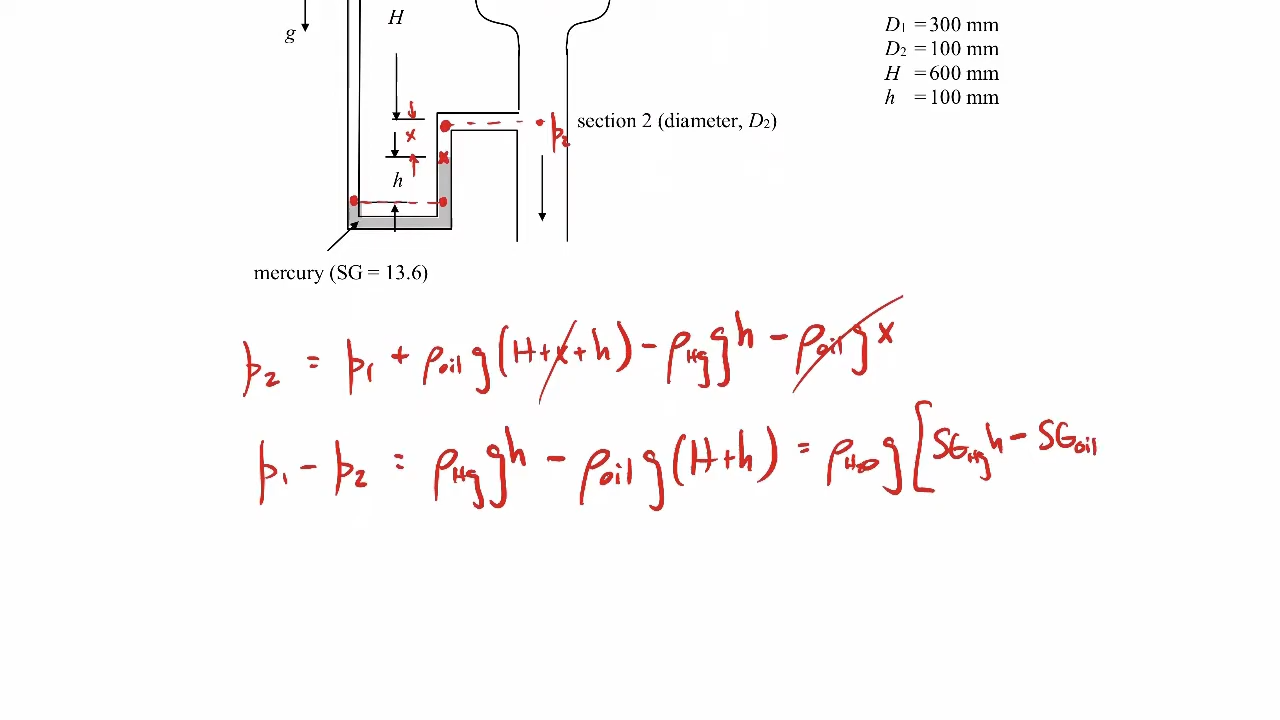 H
g
D1 = 300 mm
D2 = 100 mm
H = 600 mm
h = 100 mm
x
p2 section 2 (diameter, D2)
x
h
mercury (SG = 13.6)
p2 = p1 + ρoil g (H+x+h) − ρHg g h − ρoil g x
p1 − p2 = ρHg g h − ρoil g (H+h) = ρH2O g [SGHg h − SGoil